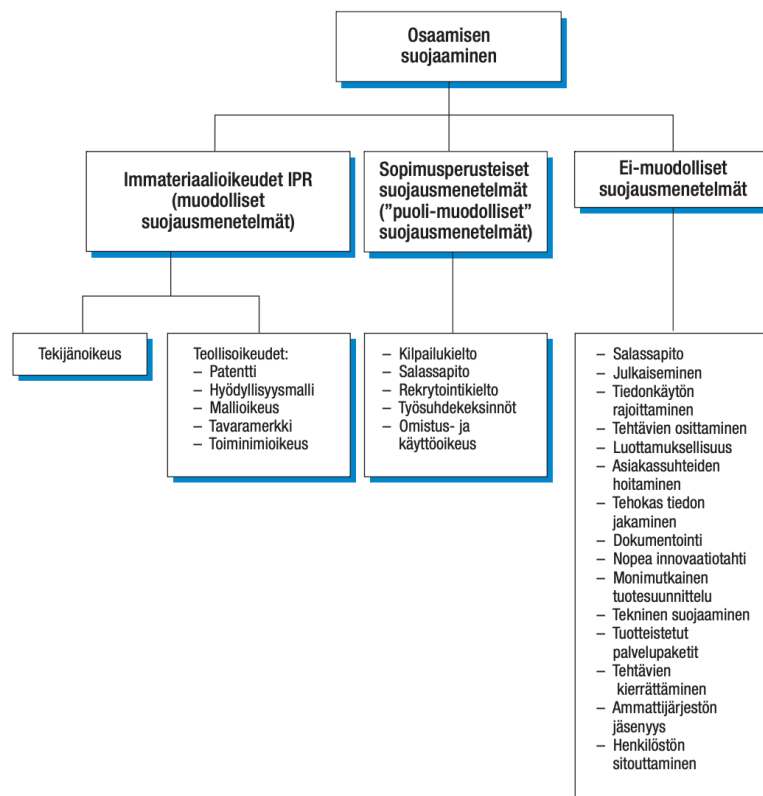 Osaamisen
suojaaminen
Immateriaalioikeudet IPR
(muodolliset
suojausmenetelmät)
Sopimusperusteiset
suojausmenetelmät
(”puoli-muodolliset”
suojausmenetelmät)
Ei-muodolliset
suojausmenetelmät
Tekijänoikeus
Teollisoikeudet:
– Patentti
– Hyödyllisyysmalli
– Mallioikeus
– Tavaramerkki
– Toiminimioikeus
– Kilpailukielto
– Salassapito
– Rekrytointikielto
– Työsuhdekeksinnöt
– Omistus- ja
käyttöoikeus
– Salassapito
– Julkaiseminen
– Tiedonkäytön
rajoittaminen
– Tehtävien osittaminen
– Luottamuksellisuus
– Asiakassuhteiden
hoitaminen
– Tehokas tiedon
jakaminen
– Dokumentointi
– Nopea innovaatiotahti
– Monimutkainen
tuotesuunnittelu
– Tekninen suojaaminen
– Tuotteistetut
palvelupaketit
– Tehtävien
kierrättäminen
– Ammattijärjestön
jäsenyys
– Henkilöstön
sitouttaminen